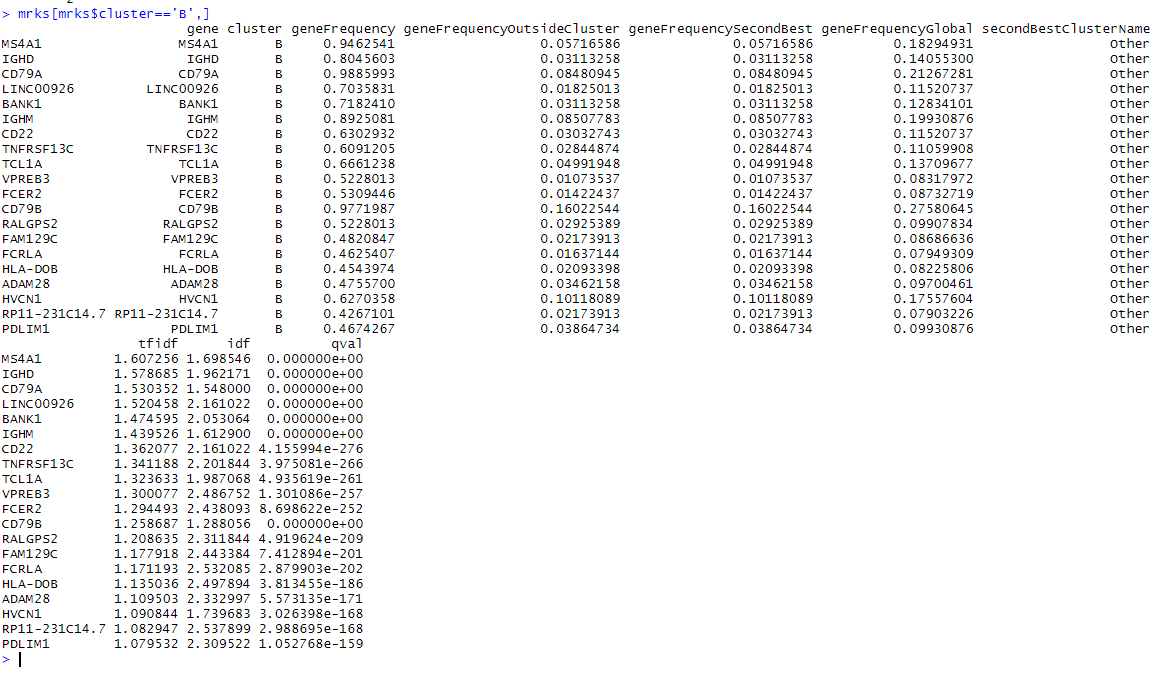 > mrks[mrks$cluster=='B',]
gene cluster geneFrequency geneFrequencyOutsideCluster geneFrequencySecondBest geneFrequencyGlobal secondBestClusterName
MS4A1 MS4A1 B 0.9462541 0.05716586 0.05716586 0.18294931 Other
IGHD IGHD B 0.8045603 0.03113258 0.03113258 0.14055300 Other
CD79A CD79A B 0.9885993 0.08480945 0.08480945 0.21267281 Other
LINC00926 LINC00926 B 0.7035831 0.01825013 0.01825013 0.11520737 Other
BANK1 BANK1 B 0.7182410 0.03113258 0.03113258 0.12834101 Other
IGHM IGHM B 0.8925081 0.08507783 0.08507783 0.19930876 Other
CD22 CD22 B 0.6302932 0.03032743 0.03032743 0.11520737 Other
TNFRSF13C TNFRSF13C B 0.6091205 0.02844874 0.02844874 0.11059908 Other
TCL1A TCL1A B 0.6661238 0.04991948 0.04991948 0.13709677 Other
VPREB3 VPREB3 B 0.5228013 0.01073537 0.01073537 0.08317972 Other
FCER2 FCER2 B 0.5309446 0.01422437 0.01422437 0.08732719 Other
CD79B CD79B B 0.9771987 0.16022544 0.16022544 0.27580645 Other
RALGPS2 RALGPS2 B 0.5228013 0.02925389 0.02925389 0.09907834 Other
FAM129C FAM129C B 0.4820847 0.02173913 0.02173913 0.08686636 Other
FCRLA FCRLA B 0.4625407 0.01637144 0.01637144 0.07949309 Other
HLA-DOB HLA-DOB B 0.4543974 0.02093398 0.02093398 0.08225806 Other
ADAM28 ADAM28 B 0.4755700 0.03462158 0.03462158 0.09700461 Other
HVCN1 HVCN1 B 0.6270358 0.10118089 0.10118089 0.17557604 Other
RP11-231C14.7 RP11-231C14.7 B 0.4267101 0.02173913 0.02173913 0.07903226 Other
PDLIM1 PDLIM1 B 0.4674267 0.03864734 0.03864734 0.09930876 Other
tfidf idf qval
MS4A1 1.607256 1.698546 0.000000e+00
IGHD 1.578685 1.962171 0.000000e+00
CD79A 1.530352 1.548000 0.000000e+00
LINC00926 1.520458 2.161022 0.000000e+00
BANK1 1.474595 2.053064 0.000000e+00
IGHM 1.439526 1.612900 0.000000e+00
CD22 1.362077 2.161022 4.155994e-276
TNFRSF13C 1.341188 2.201844 3.975081e-266
TCL1A 1.323633 1.987068 4.935619e-261
VPREB3 1.300077 2.486752 1.301086e-257
FCER2 1.294493 2.438093 8.698622e-252
CD79B 1.258687 1.288056 0.000000e+00
RALGPS2 1.208635 2.311844 4.919624e-209
FAM129C 1.177918 2.443384 7.412894e-201
FCRLA 1.171193 2.532085 2.879903e-202
HLA-DOB 1.135036 2.497894 3.813455e-186
ADAM28 1.109503 2.332997 5.573135e-171
HVCN1 1.090844 1.739683 3.026398e-168
RP11-231C14.7 1.082947 2.537899 2.988695e-168
PDLIM1 1.079532 2.309522 1.052768e-159
>